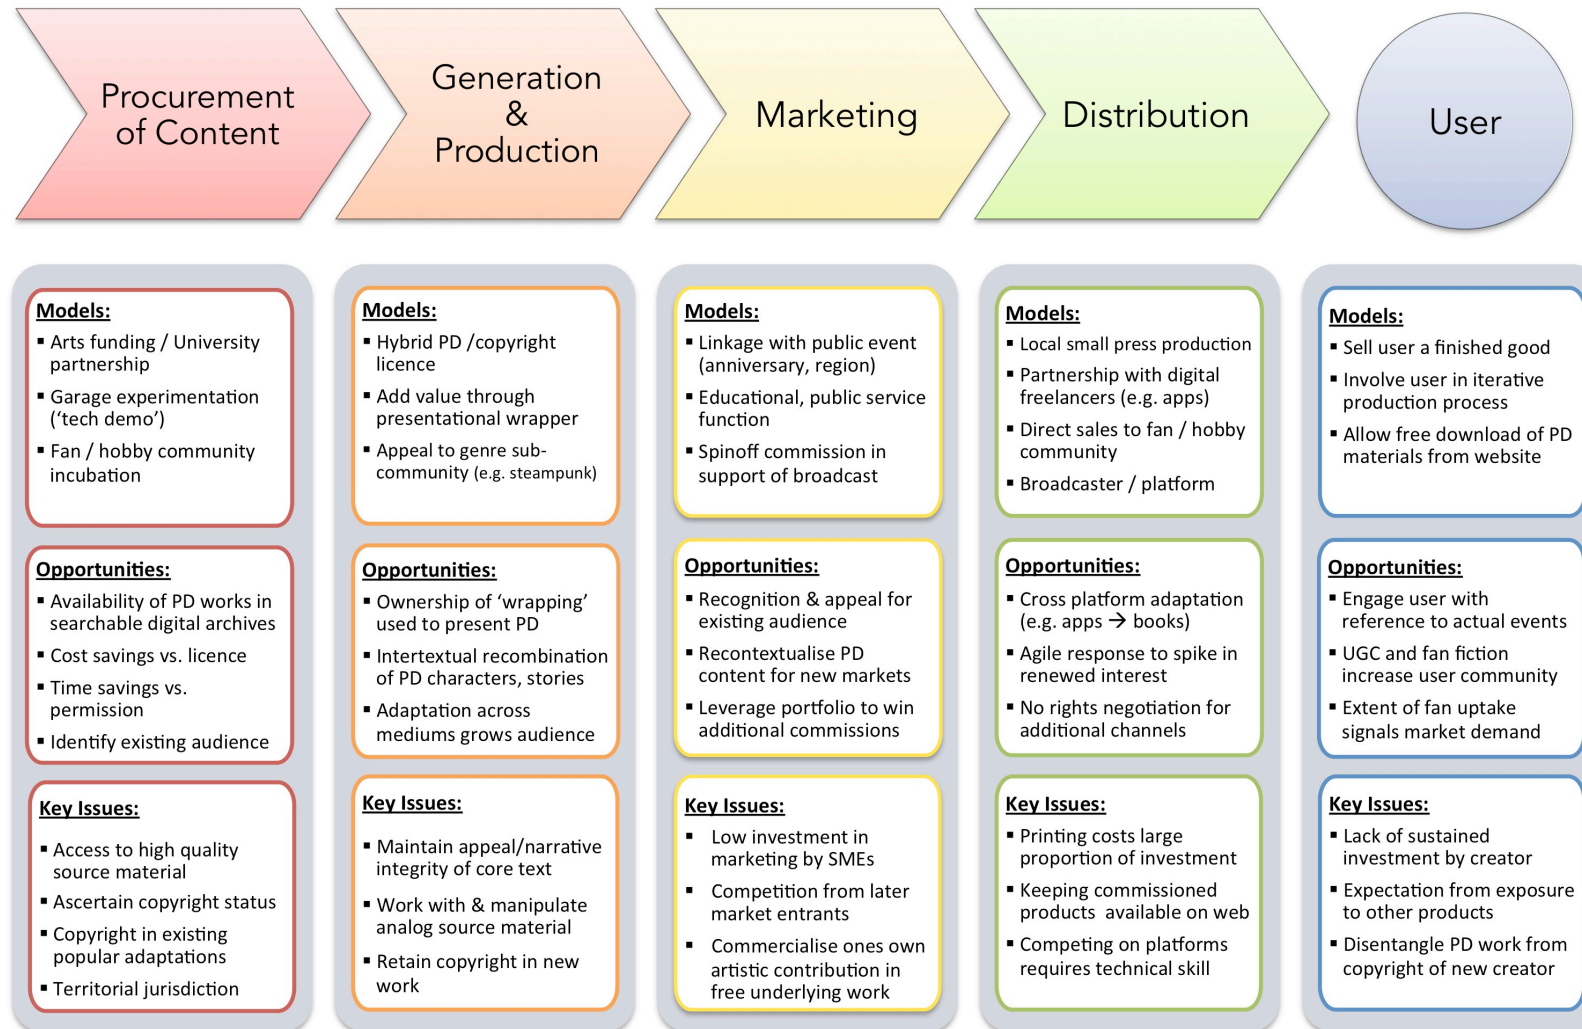 Procurement
of Content
Generation
&
Production
Marketing
Distribution
User
Models:
▪ Arts funding / University
partnership
▪ Garage experimentation
(‘tech demo’)
▪ Fan / hobby community
incubation
Opportunities:
▪ Availability of PD works in
searchable digital archives
▪ Cost savings vs. licence
▪ Time savings vs.
permission
▪ Identify existing audience
Key Issues:
▪ Access to high quality
source material
▪ Ascertain copyright status
▪ Copyright in existing
popular adaptations
▪ Territorial jurisdiction
Models:
▪ Hybrid PD /copyright
licence
▪ Add value through
presentational wrapper
▪ Appeal to genre sub-
community (e.g. steampunk)
Opportunities:
▪ Ownership of ‘wrapping’
used to present PD
▪ Intertextual recombination
of PD characters, stories
▪ Adaptation across
mediums grows audience
Key Issues:
▪ Maintain appeal/narrative
integrity of core text
▪ Work with & manipulate
analog source material
▪ Retain copyright in new
work
Models:
▪ Linkage with public event
(anniversary, region)
▪ Educational, public service
function
▪ Spinoff commission in
support of broadcast
Opportunities:
▪ Recognition & appeal for
existing audience
▪ Recontextualise PD
content for new markets
▪ Leverage portfolio to win
additional commissions
Key Issues:
▪ Low investment in
marketing by SMEs
▪ Competition from later
market entrants
▪ Commercialise ones own
artistic contribution in
free underlying work
Models:
▪ Local small press production
▪ Partnership with digital
freelancers (e.g. apps)
▪ Direct sales to fan / hobby
community
▪ Broadcaster / platform
Opportunities:
▪ Cross platform adaptation
(e.g. apps → books)
▪ Agile response to spike in
renewed interest
▪ No rights negotiation for
additional channels
Key Issues:
▪ Printing costs large
proportion of investment
▪ Keeping commissioned
products available on web
▪ Competing on platforms
requires technical skill
Models:
▪ Sell user a finished good
▪ Involve user in iterative
production process
▪ Allow free download of PD
materials from website
Opportunities:
▪ Engage user with
reference to actual events
▪ UGC and fan fiction
increase user community
▪ Extent of fan uptake
signals market demand
Key Issues:
▪ Lack of sustained
investment by creator
▪ Expectation from exposure
to other products
▪ Disentangle PD work from
copyright of new creator